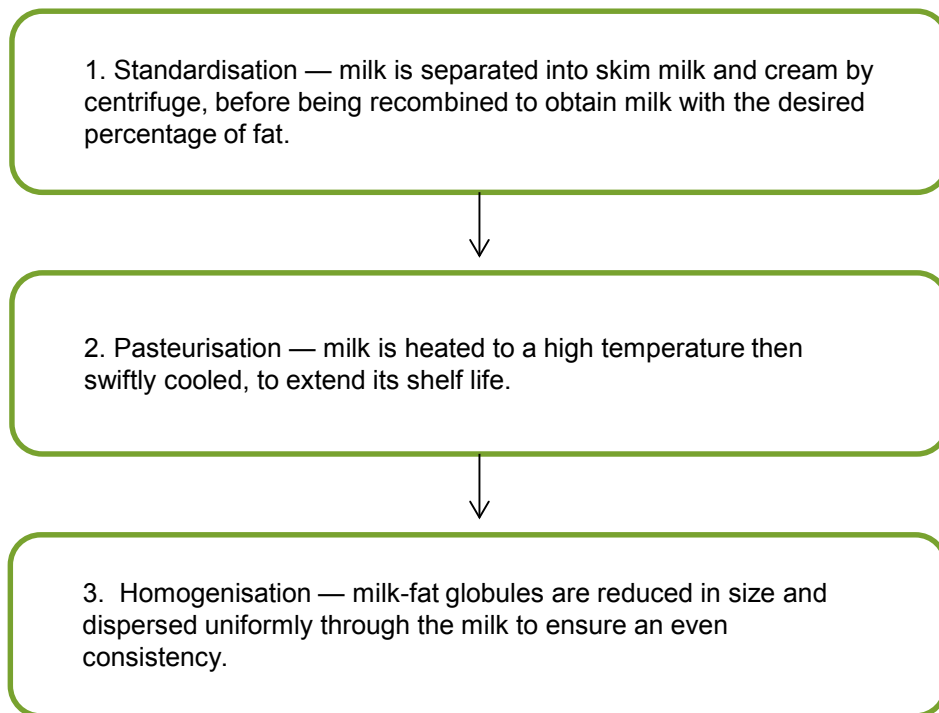 1. Standardisation — milk is separated into skim milk and cream by
centrifuge, before being recombined to obtain milk with the desired
percentage of fat.
2. Pasteurisation — milk is heated to a high temperature then
swiftly cooled, to extend its shelf life.
3.  Homogenisation — milk-fat globules are reduced in size and
dispersed uniformly through the milk to ensure an even
consistency.